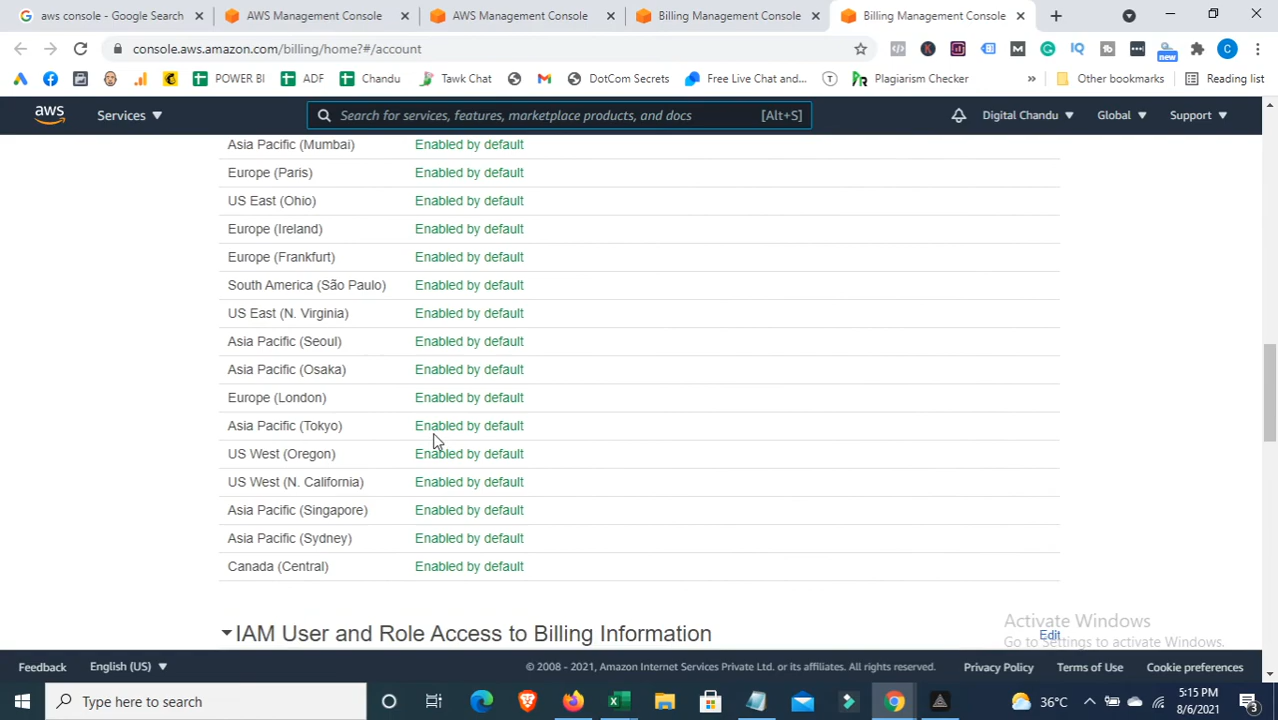 aws console - Google Search
AWS Management Console
AWS Management Console
Billing Management Console
Billing Management Console
console.aws.amazon.com/billing/home?#/account
POWER BI
ADF
Chandu
Tawk Chat
DotCom Secrets
Free Live Chat and...
Plagiarism Checker
»
Other bookmarks
Reading list
aws
Services
Search for services, features, marketplace products, and docs
[Alt+S]
Digital Chandu
Global
Support
Asia Pacific (Mumbai) Enabled by default
Europe (Paris) Enabled by default
US East (Ohio) Enabled by default
Europe (Ireland) Enabled by default
Europe (Frankfurt) Enabled by default
South America (São Paulo) Enabled by default
US East (N. Virginia) Enabled by default
Asia Pacific (Seoul) Enabled by default
Asia Pacific (Osaka) Enabled by default
Europe (London) Enabled by default
Asia Pacific (Tokyo) Enabled by default
US West (Oregon) Enabled by default
US West (N. California) Enabled by default
Asia Pacific (Singapore) Enabled by default
Asia Pacific (Sydney) Enabled by default
Canada (Central) Enabled by default
IAM User and Role Access to Billing Information
Edit
Activate Windows
Go to Settings to activate Windows.
Feedback
English (US)
© 2008 - 2021, Amazon Internet Services Private Ltd. or its affiliates. All rights reserved.
Privacy Policy
Terms of Use
Cookie preferences
Type here to search
36°C
5:15 PM
8/6/2021
3